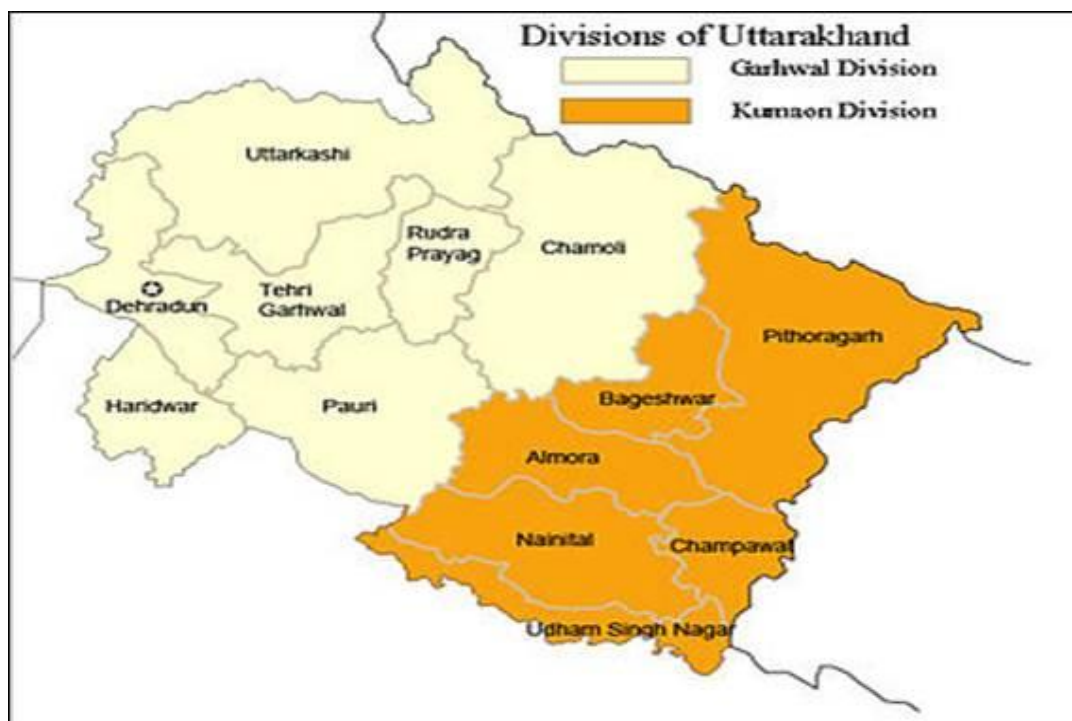 Divisions of Uttarakhand
Garhwal Division
Kumaon Division
Uttarkashi
Rudra
Prayag
Chamoli
Tehri
Garhwal
Dehradun
Pithoragarh
Haridwar
Pauri
Bageshwar
Almora
Nainital
Champawat
Udham Singh Nagar